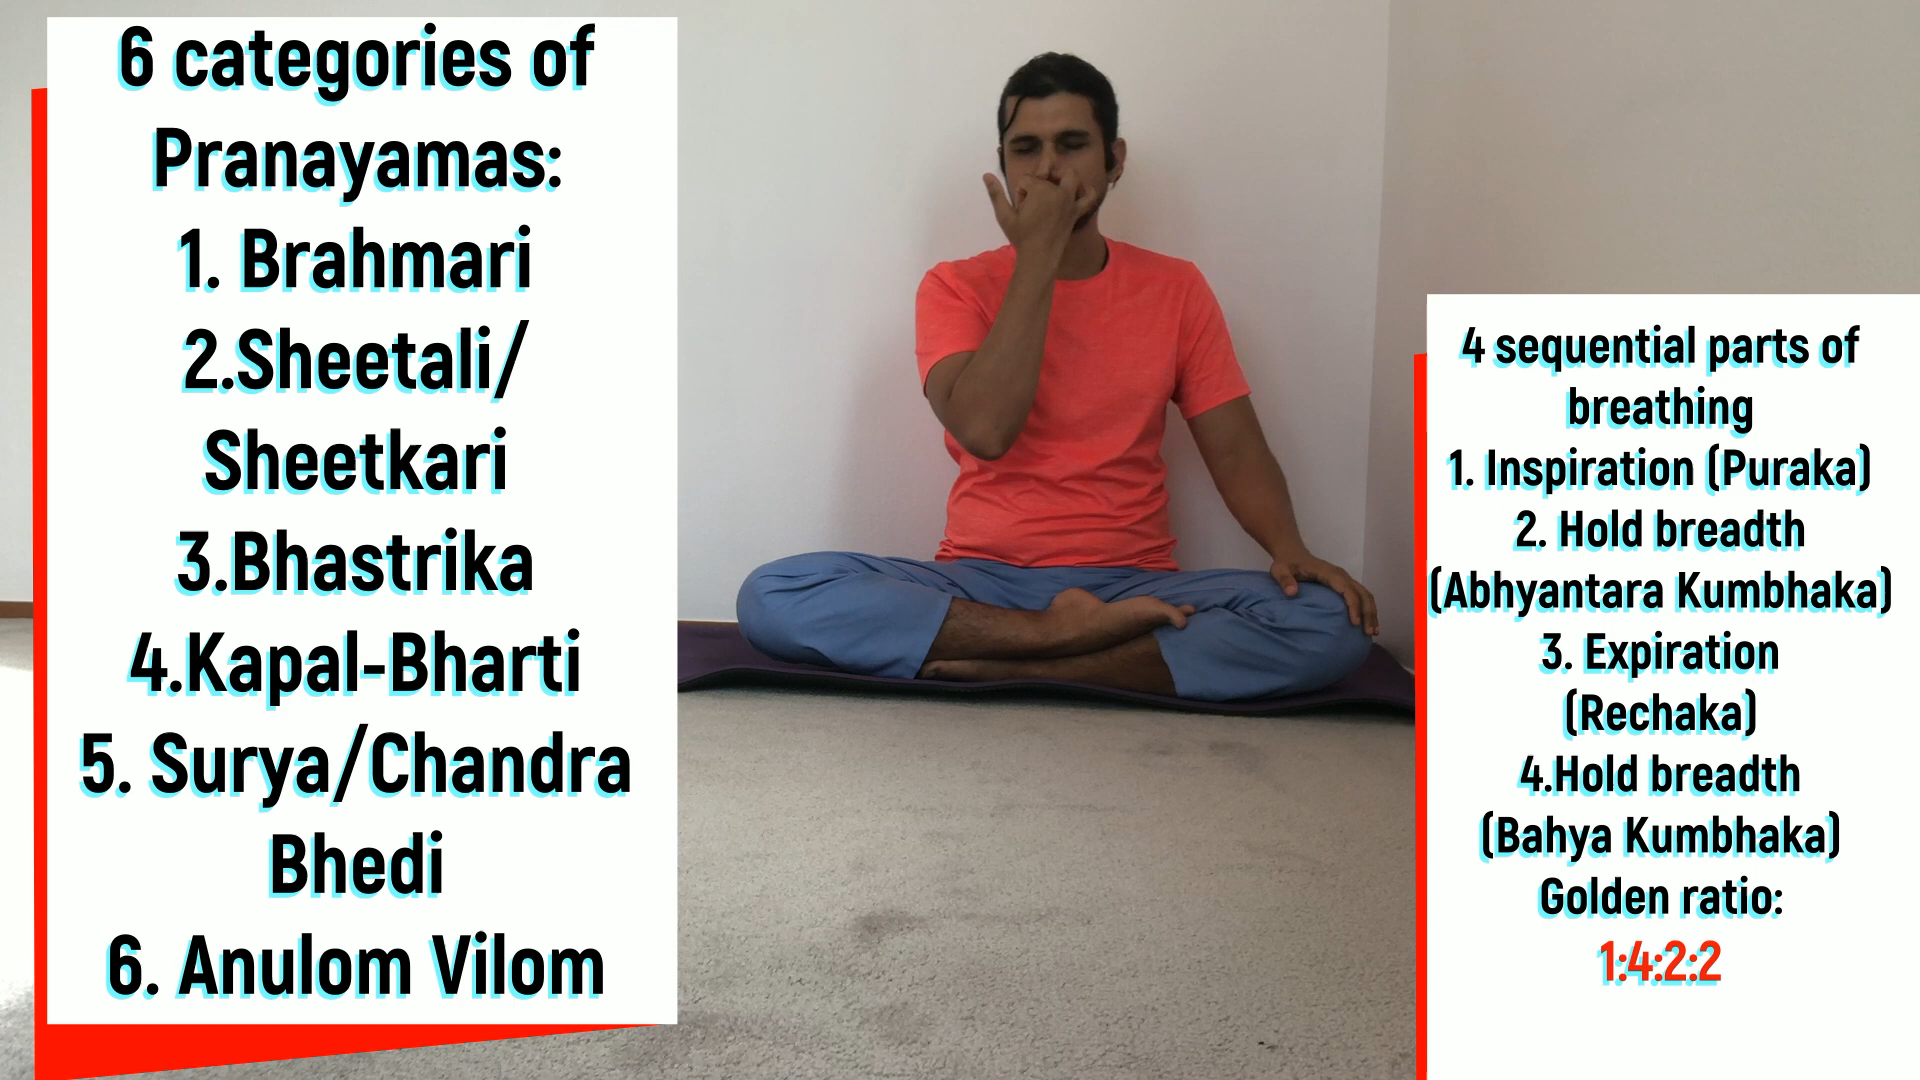 6 categories of
Pranayamas:
1. Brahmari
2.Sheetali/
Sheetkari
3.Bhastrika
4.Kapal-Bharti
5. Surya/Chandra
Bhedi
6. Anulom Vilom
4 sequential parts of
breathing
1. Inspiration (Puraka)
2. Hold breadth
(Abhyantara Kumbhaka)
3. Expiration
(Rechaka)
4.Hold breadth
(Bahya Kumbhaka)
Golden ratio:
1:4:2:2